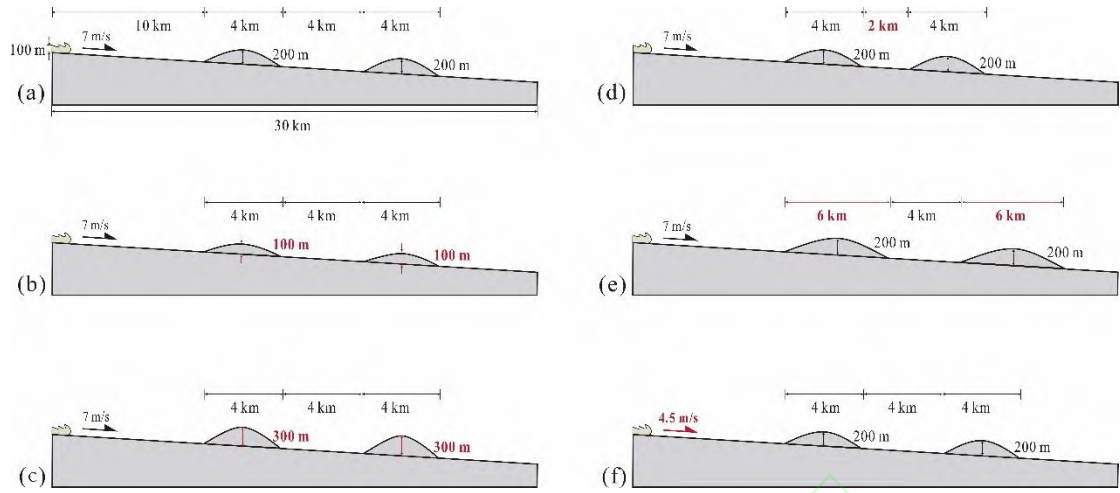 10 km 4 km 4 km 4 km
7 m/s
100 m
200 m
200 m
(a)
30 km
4 km 2 km 4 km
7 m/s
200 m
200 m
(d)
4 km 4 km 4 km
7 m/s
100 m
100 m
(b)
6 km 4 km 6 km
7 m/s
200 m
200 m
(e)
4 km 4 km 4 km
7 m/s
300 m
300 m
(c)
4 km 4 km 4 km
4.5 m/s
200 m
200 m
(f)